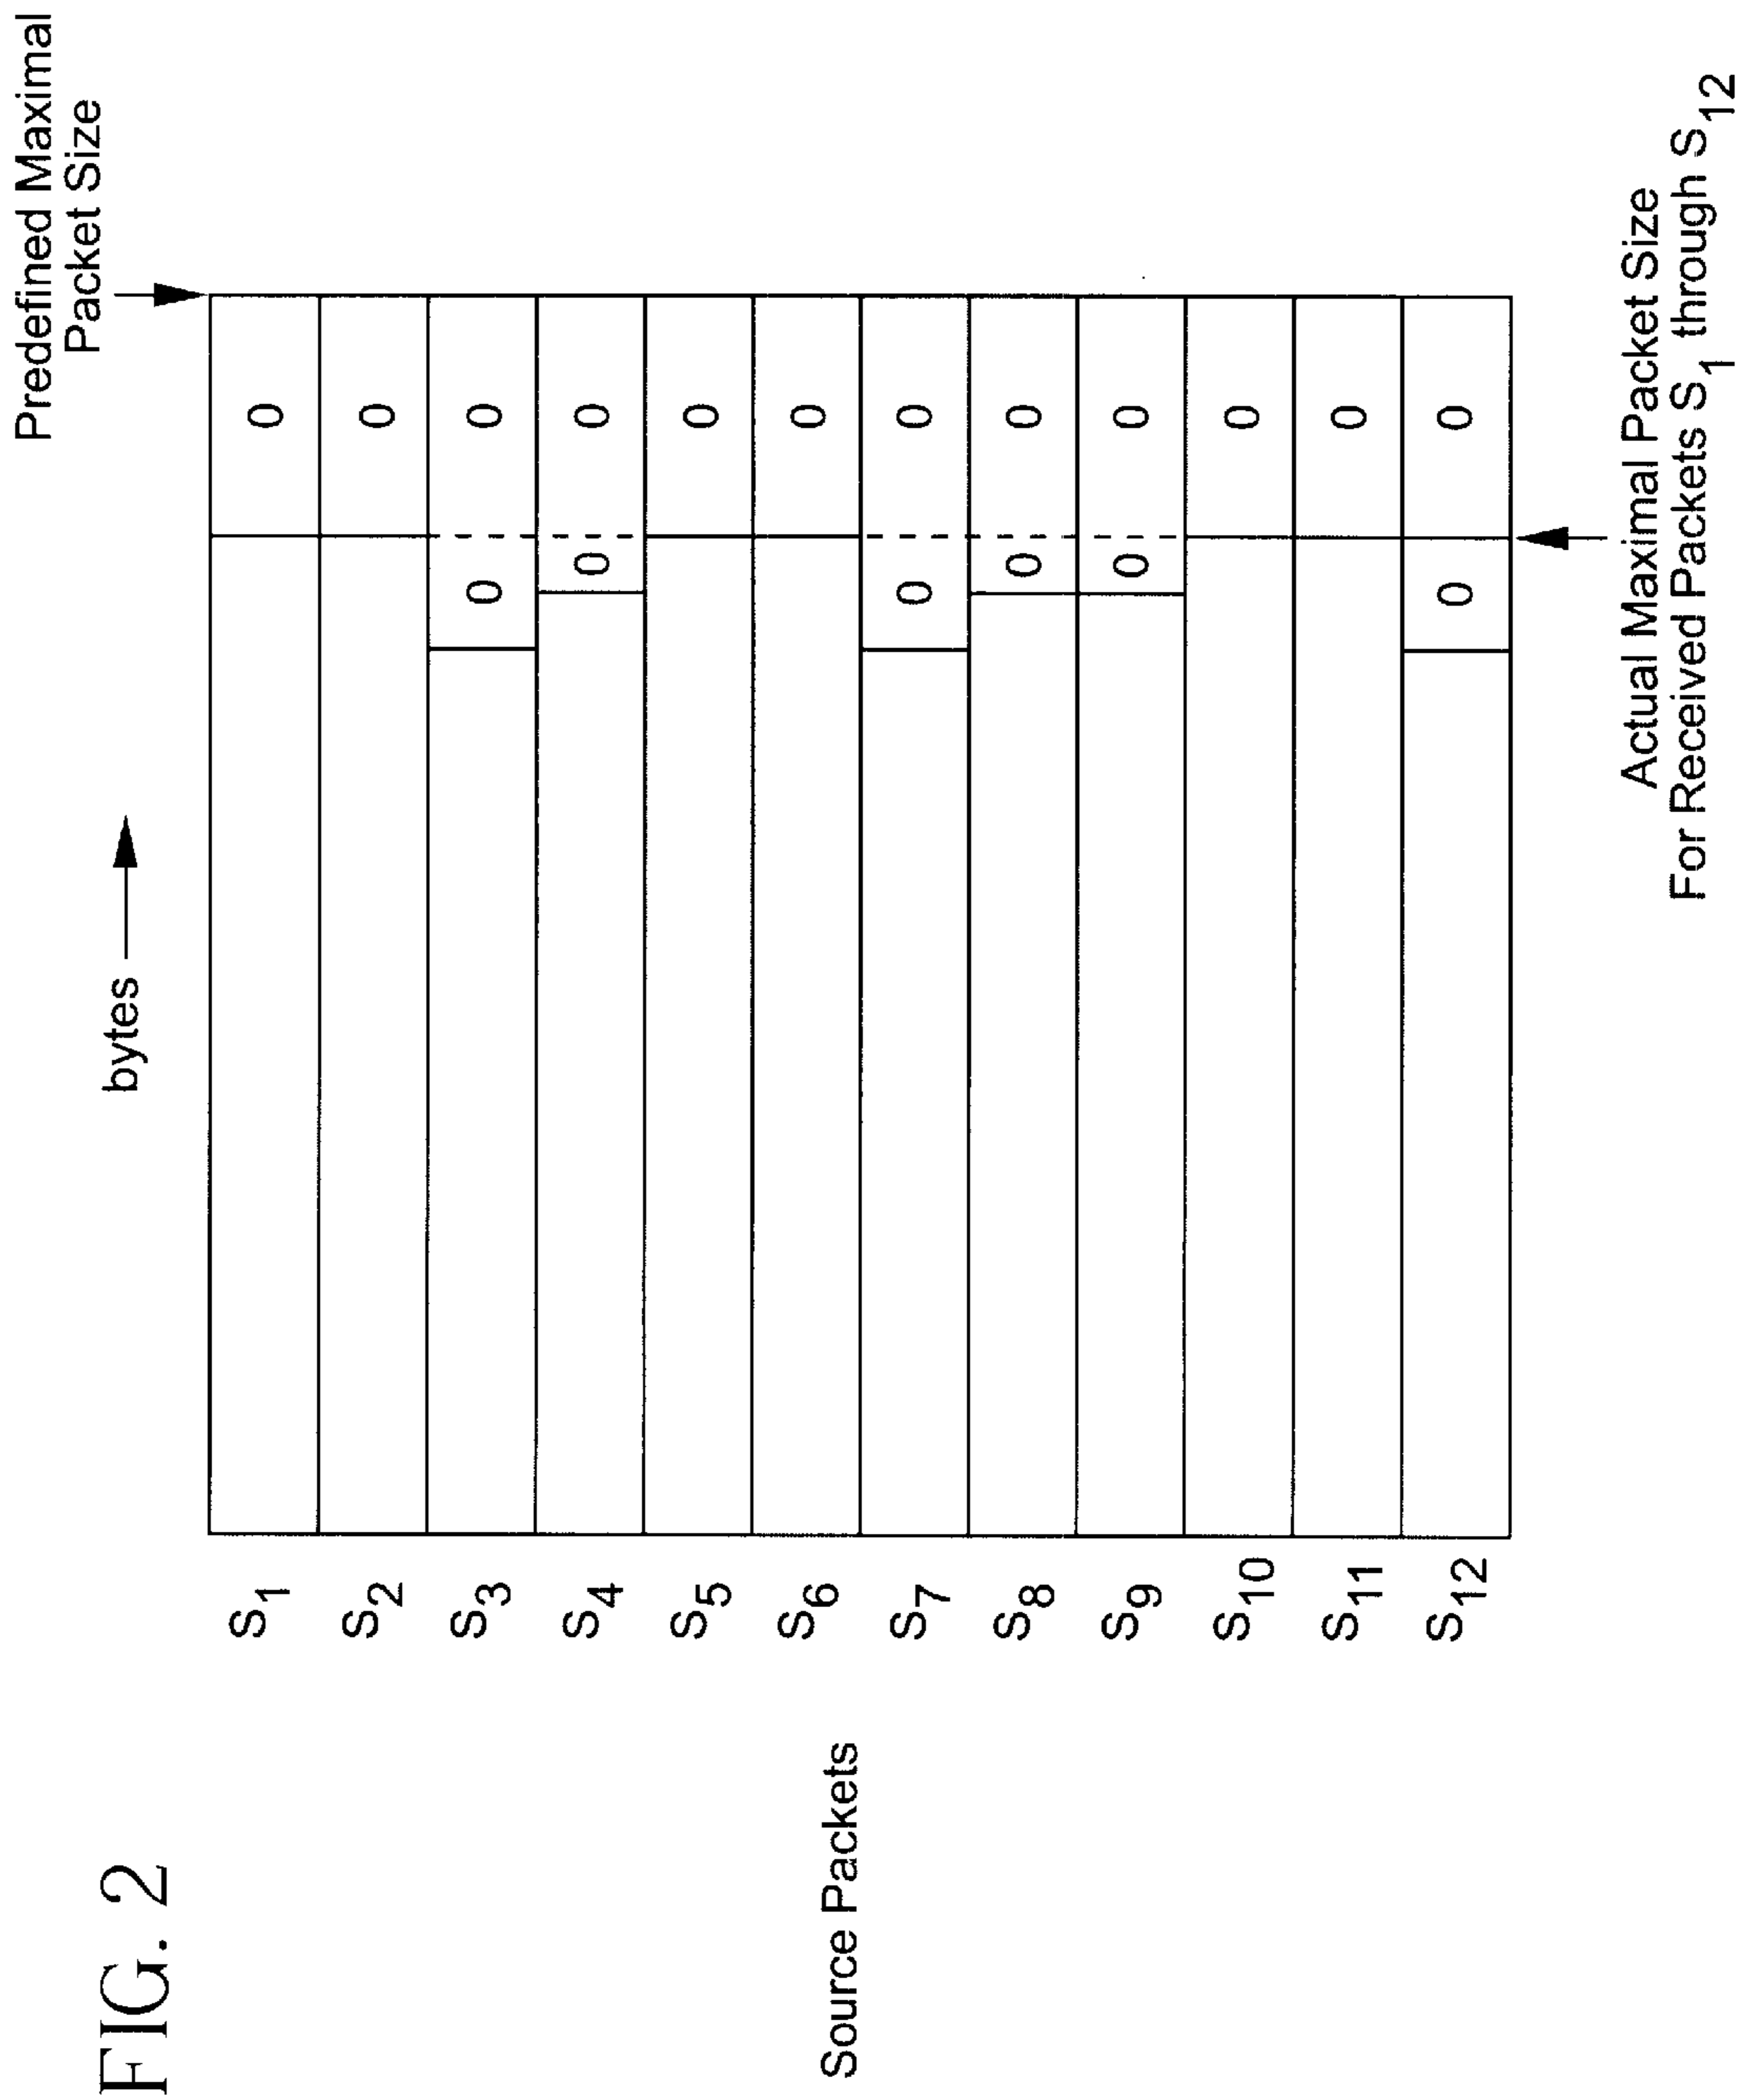 FIG. 2
Predefined Maximal
Packet Size
bytes
Source Packets
S1 0
S2 0
S3 0 0
S4 0 0
S5 0
S6 0
S7 0 0
S8 0 0
S9 0 0
S10 0
S11 0
S12 0 0
Actual Maximal Packet Size
For Received Packets S1 through S12